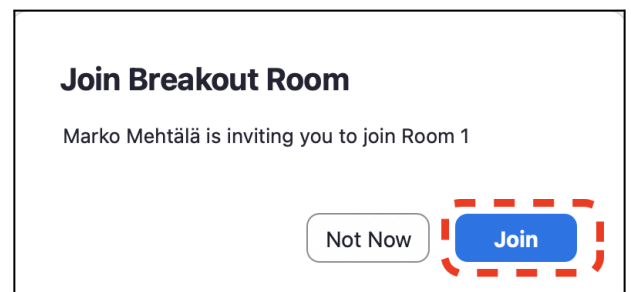 Join Breakout Room
Marko Mehtälä is inviting you to join Room 1
Not Now Join